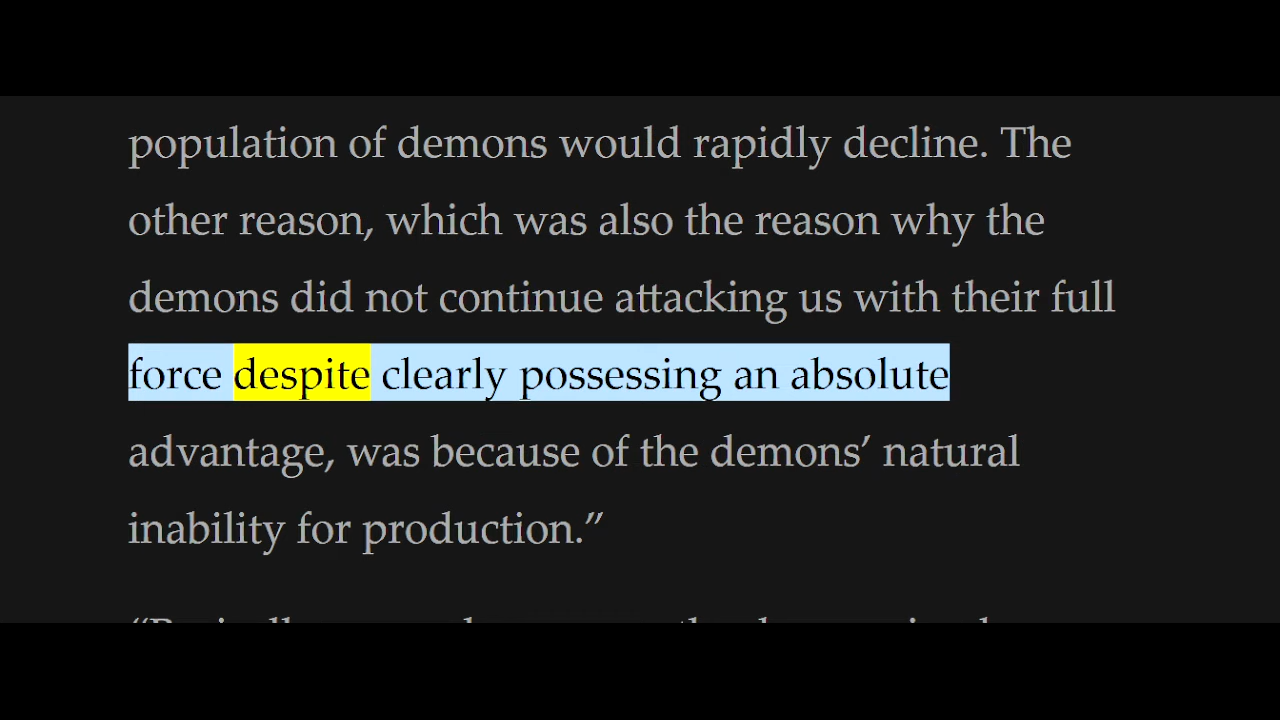 population of demons would rapidly decline. The
other reason, which was also the reason why the
demons did not continue attacking us with their full
force despite clearly possessing an absolute
advantage, was because of the demons’ natural
inability for production.”